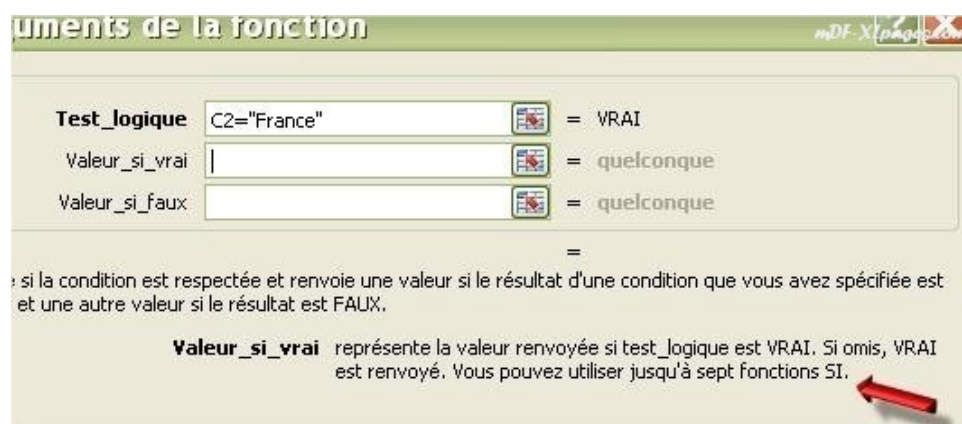 uments de la fonction
mDF-XLpages.com
Test_logique C2="France" = VRAI
Valeur_si_vrai = quelconque
Valeur_si_faux = quelconque
=
si la condition est respectée et renvoie une valeur si le résultat d'une condition que vous avez spécifiée est
et une autre valeur si le résultat est FAUX.
Valeur_si_vrai représente la valeur renvoyée si test_logique est VRAI. Si omis, VRAI
est renvoyé. Vous pouvez utiliser jusqu'à sept fonctions SI.